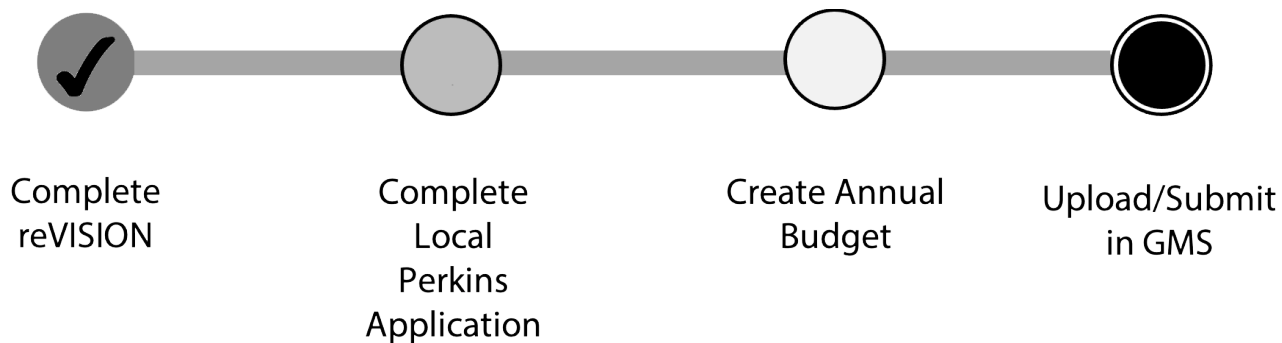 Complete
reVISION
Complete
Local
Perkins
Application
Create Annual
Budget
Upload/Submit
in GMS